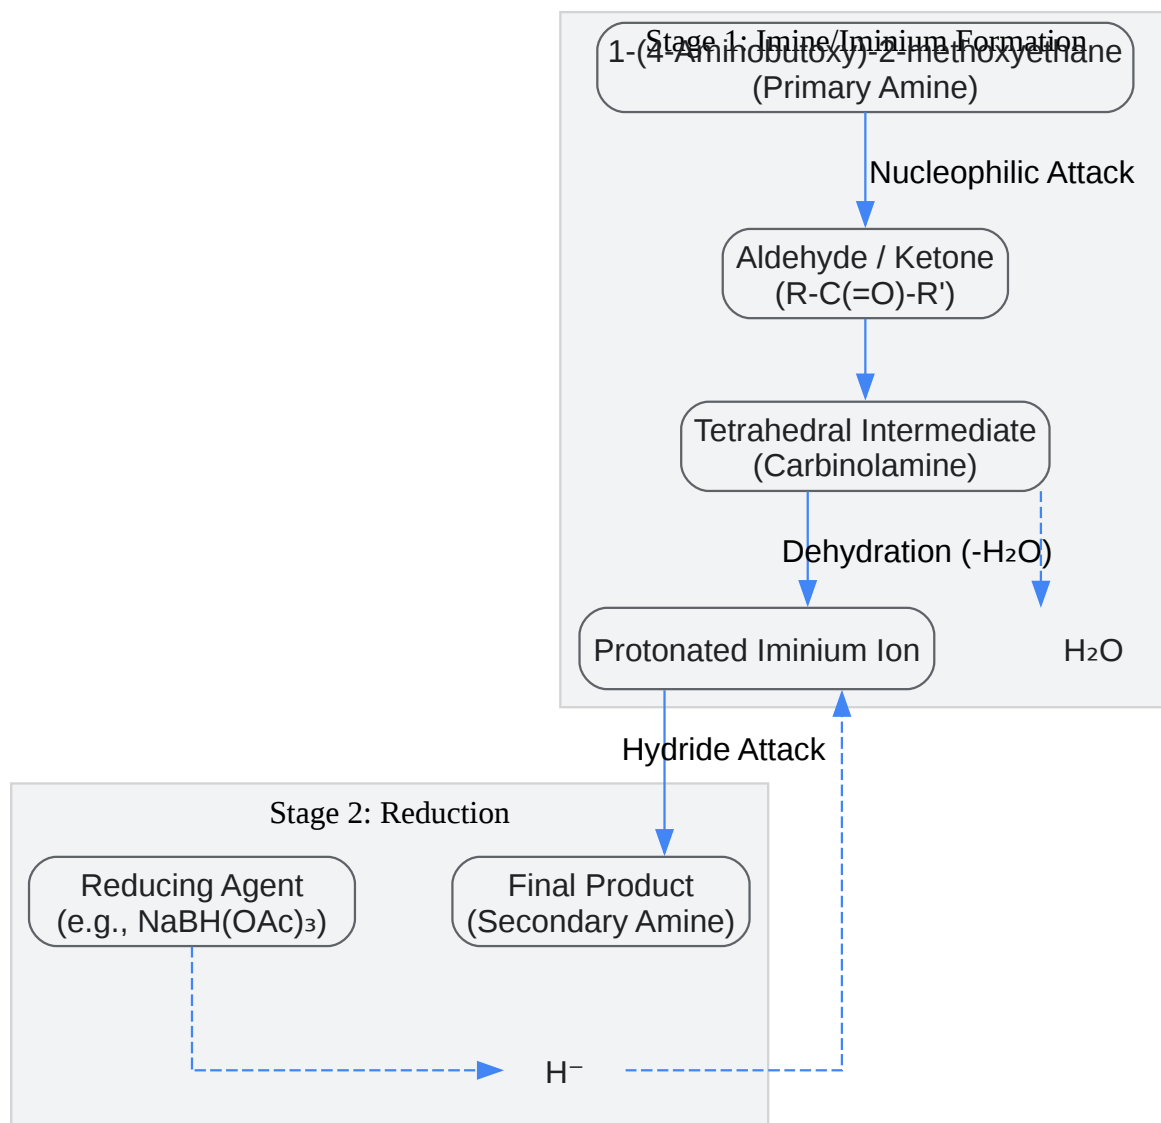 Stage 1: Imine/Iminium Formation
1-(4-Aminobutoxy)-2-methoxyethane
(Primary Amine)
Nucleophilic Attack
Aldehyde / Ketone
(R-C(=O)-R')
Tetrahedral Intermediate
(Carbinolamine)
Dehydration (-H₂O)
Protonated Iminium Ion
H₂O
Hydride Attack
Stage 2: Reduction
Reducing Agent
(e.g., NaBH(OAc)₃)
Final Product
(Secondary Amine)
H⁻